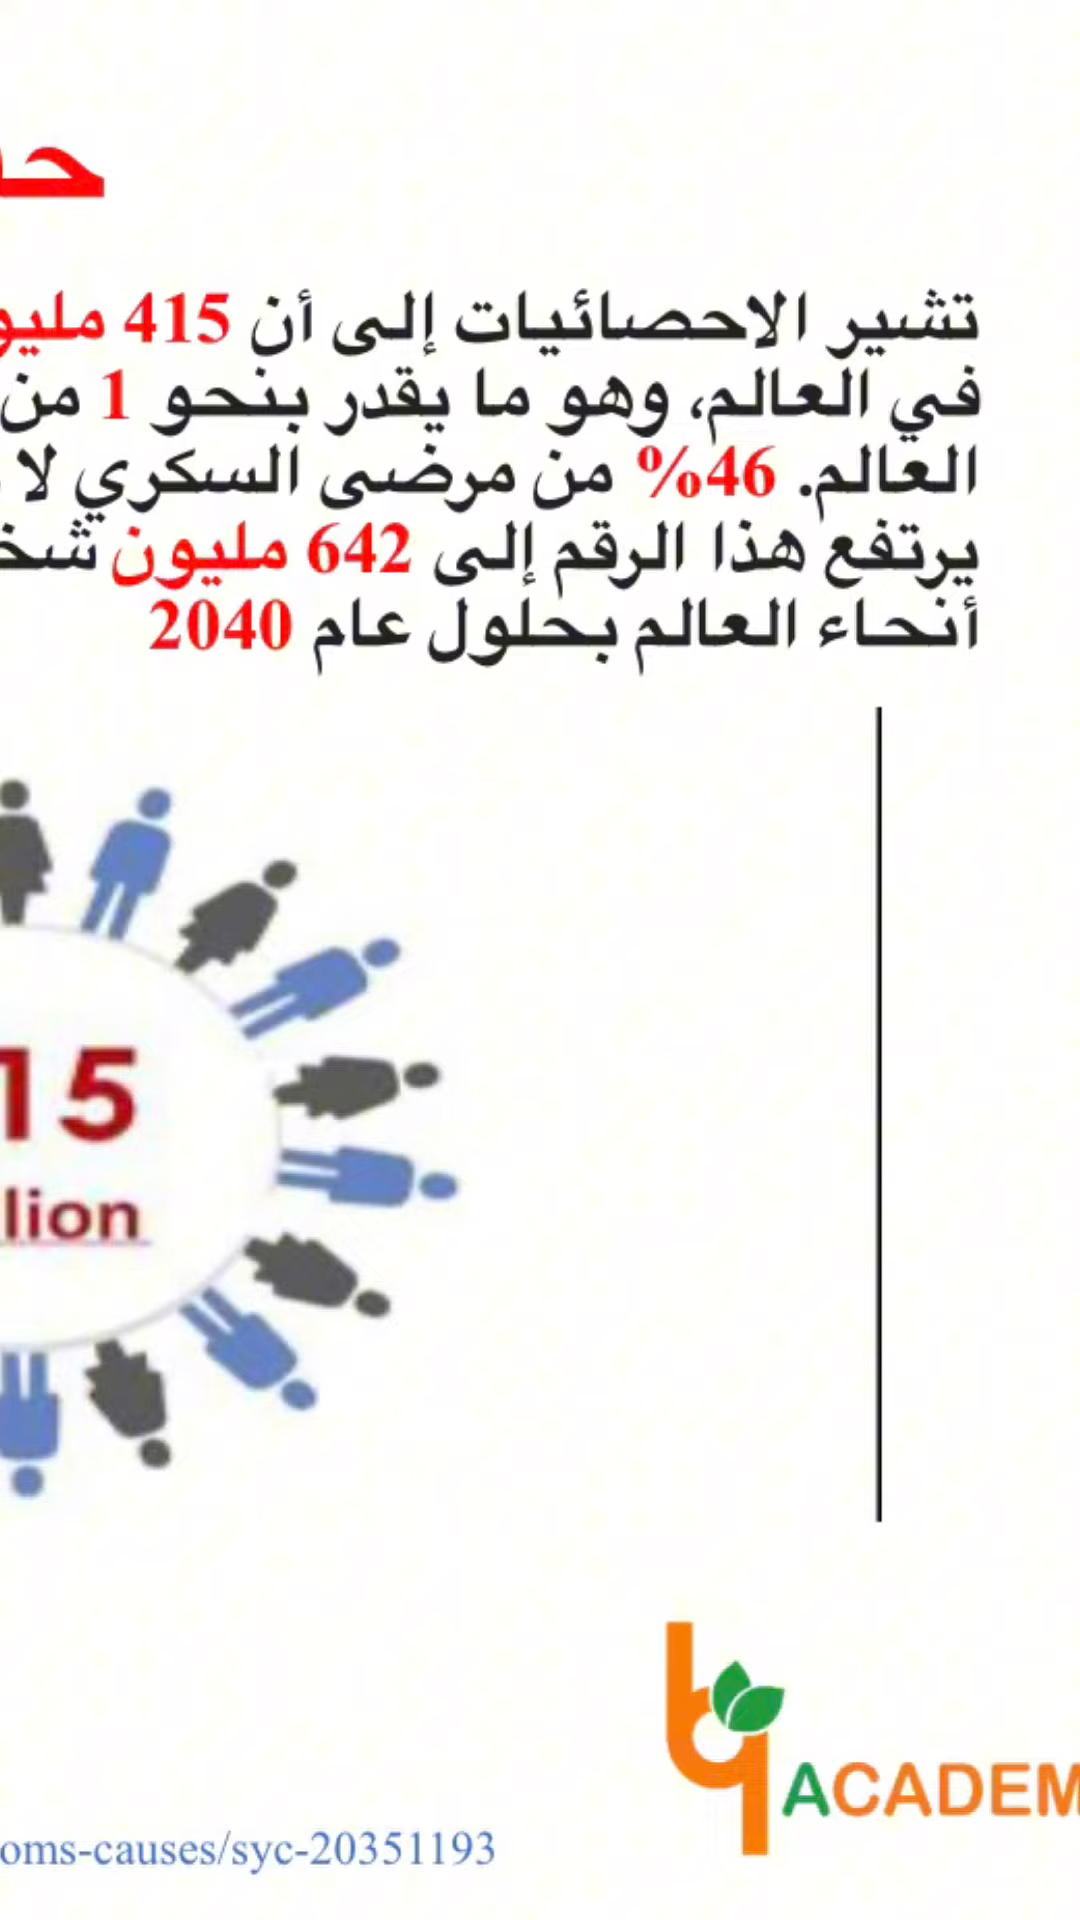 تشير الاحصائيات إلى أن 415
في العالم، وهو ما يقدر بنحو 1 من
العالم. 46% من مرضى السكري لا
يرتفع هذا الرقم إلى 642 مليون
أنحاء العالم بحلول عام 2040
15
lion
ACADEM
oms-causes/syc-20351193